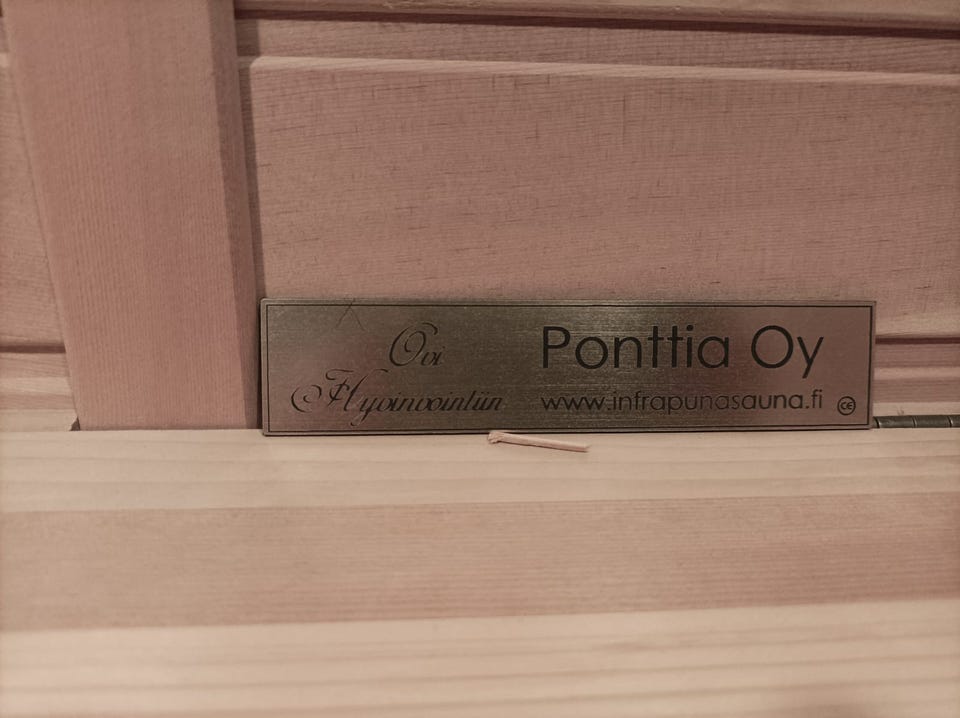 Ovi
Hyvinvointiin
Ponttia Oy
www.infrapunasauna.fi CE